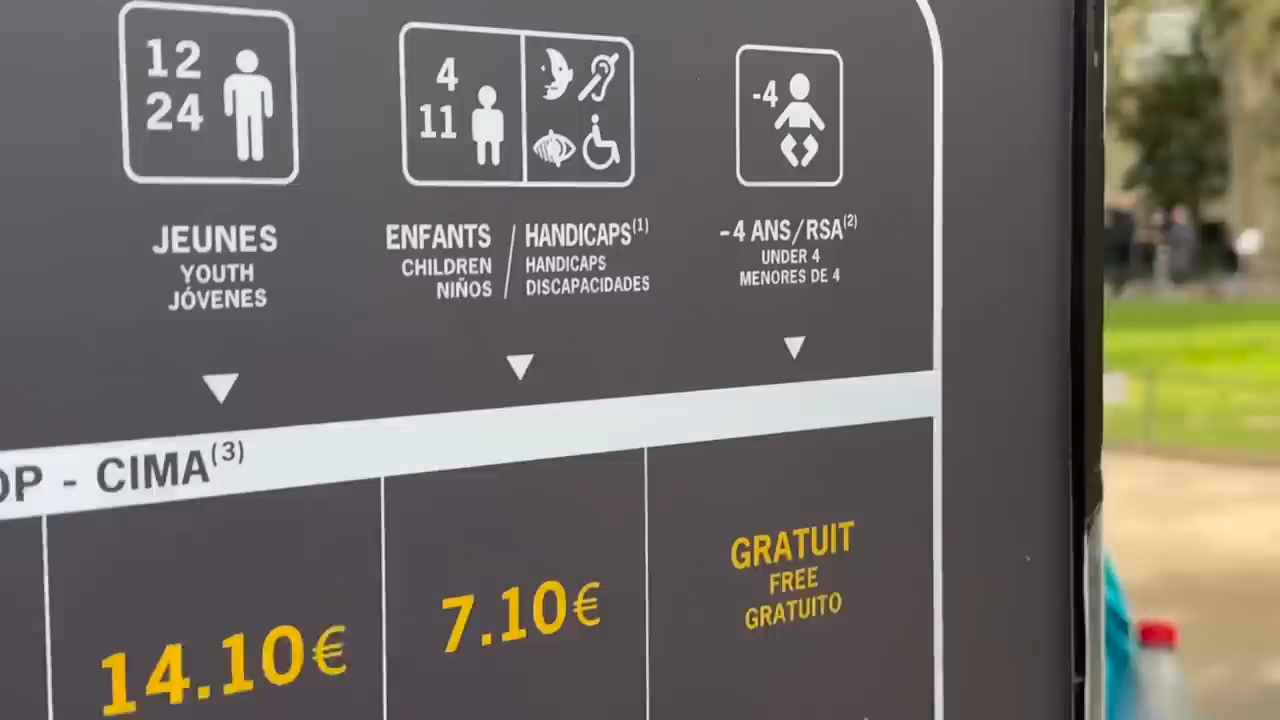 12
24
JEUNES
YOUTH
JÓVENES
4
11
ENFANTS / HANDICAPS(1)
CHILDREN / HANDICAPS
NIÑOS / DISCAPACIDADES
-4
-4 ANS/RSA(2)
UNDER 4
MENORES DE 4
- CIMA(3)
14.10€
7.10€
GRATUIT
FREE
GRATUITO